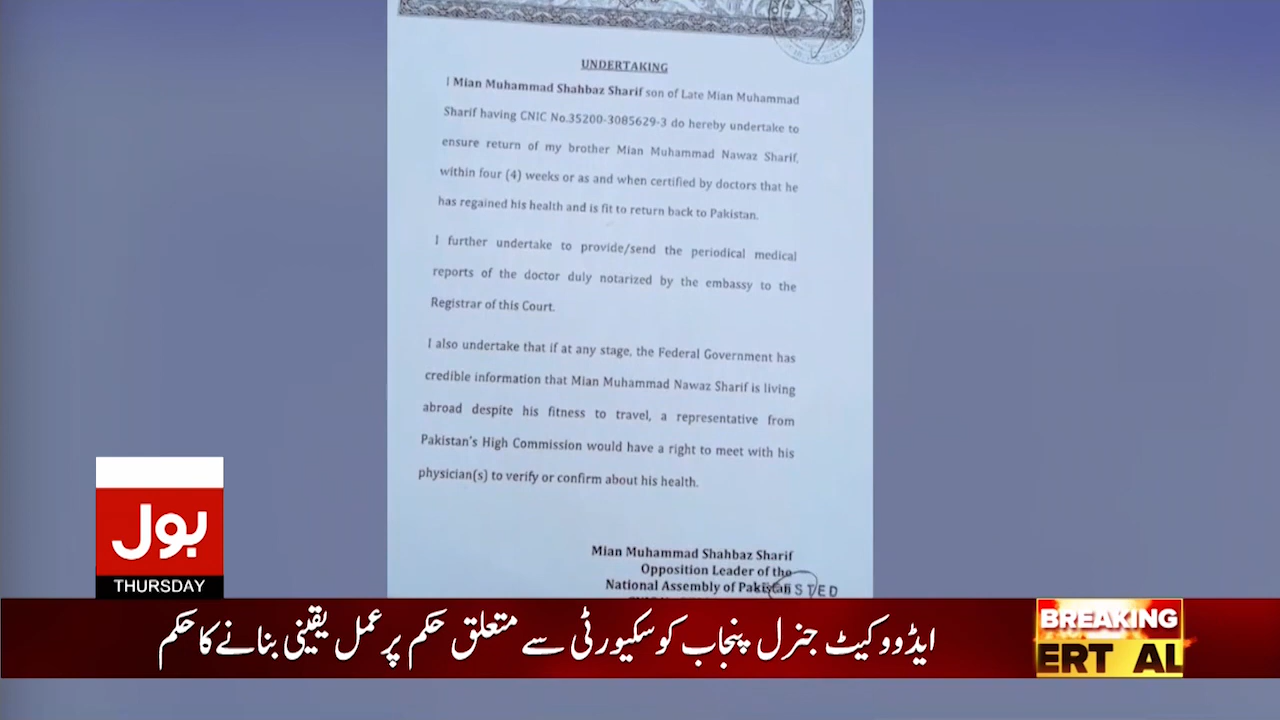 UNDERTAKING
I Mian Muhammad Shahbaz Sharif son of Late Mian Muhammad
Sharif having CNIC No.35200-3085629-3 do hereby undertake to
ensure return of my brother Mian Muhammad Nawaz Sharif,
within four (4) weeks or as and when certified by doctors that he
has regained his health and is fit to return back to Pakistan.
I further undertake to provide/send the periodical medical
reports of the doctor duly notarized by the embassy to the
Registrar of this Court.
I also undertake that if at any stage, the Federal Government has
credible information that Mian Muhammad Nawaz Sharif is living
abroad despite his fitness to travel, a representative from
Pakistan's High Commission would have a right to meet with his
physician(s) to verify or confirm about his health.
Mian Muhammad Shahbaz Sharif
Opposition Leader of the
National Assembly of Pakistan
بول
THURSDAY
ایڈووکیٹ جنرل پنجاب کو سکیورٹی سے متعلق حکم پر عمل یقینی بنانے کا حکم
BREAKING
ERT AL